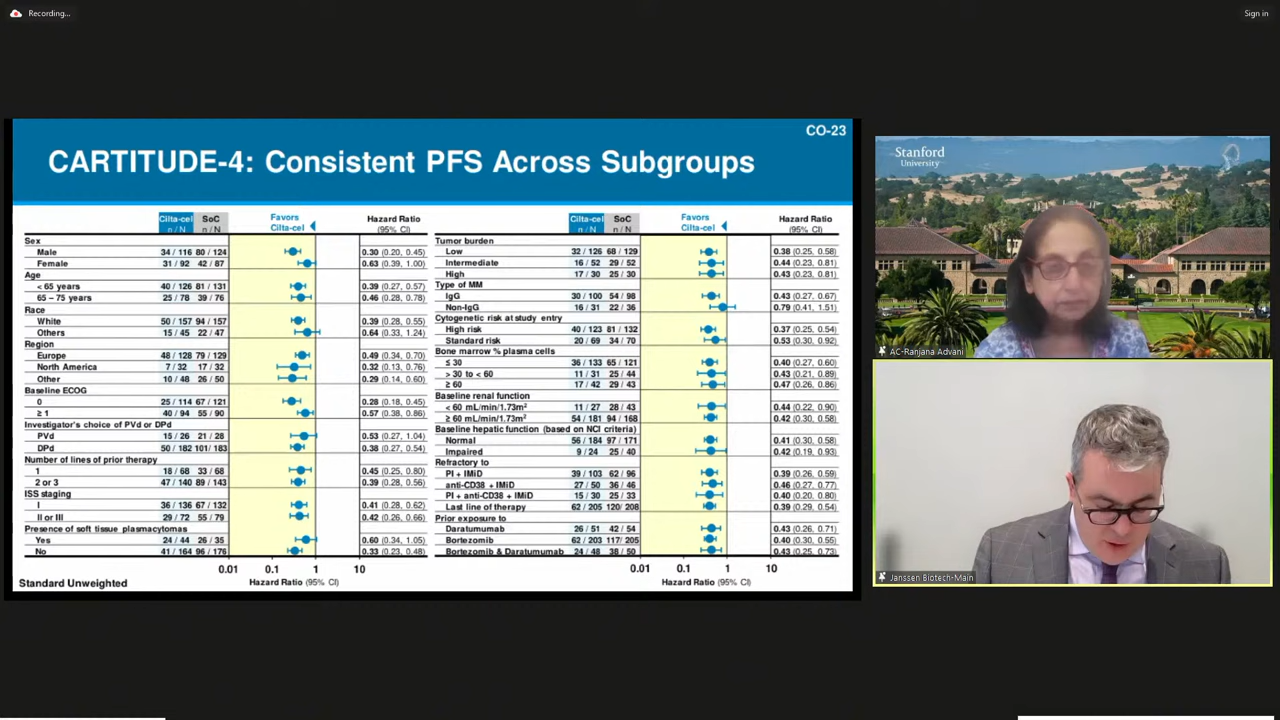 Recording...
Sign in
CO-23
CARTITUDE-4: Consistent PFS Across Subgroups
Cilta-cel n / N SoC n / N Favors Cilta-cel Hazard Ratio (95% CI)
Sex
Male 34 / 116 80 / 124 0.30 (0.20, 0.45)
Female 31 / 92 42 / 87 0.63 (0.39, 1.00)
Age
< 65 years 40 / 126 81 / 131 0.39 (0.27, 0.57)
65 – 75 years 25 / 78 39 / 76 0.46 (0.28, 0.78)
Race
White 50 / 157 94 / 157 0.39 (0.28, 0.55)
Others 15 / 45 22 / 47 0.64 (0.33, 1.24)
Region
Europe 48 / 128 79 / 129 0.49 (0.34, 0.70)
North America 7 / 32 17 / 32 0.32 (0.13, 0.76)
Other 10 / 48 26 / 50 0.29 (0.14, 0.60)
Baseline ECOG
0 25 / 114 67 / 121 0.28 (0.18, 0.45)
≥ 1 40 / 94 55 / 90 0.57 (0.38, 0.86)
Investigator's choice of PVd or DPd
PVd 15 / 26 21 / 28 0.53 (0.27, 1.04)
DPd 50 / 182 101 / 183 0.38 (0.27, 0.54)
Number of lines of prior therapy
1 18 / 68 33 / 68 0.45 (0.25, 0.80)
2 or 3 47 / 140 89 / 143 0.39 (0.28, 0.56)
ISS staging
I 36 / 136 67 / 132 0.41 (0.28, 0.62)
II or III 29 / 72 55 / 79 0.42 (0.26, 0.66)
Presence of soft tissue plasmacytomas
Yes 24 / 44 26 / 35 0.60 (0.34, 1.05)
No 41 / 164 96 / 176 0.33 (0.23, 0.48)
0.01 0.1 1 10
Hazard Ratio (95% CI)
Cilta-cel n / N SoC n / N Favors Cilta-cel Hazard Ratio (95% CI)
Tumor burden
Low 32 / 126 68 / 129 0.38 (0.25, 0.58)
Intermediate 16 / 52 29 / 52 0.44 (0.23, 0.81)
High 17 / 30 25 / 30 0.43 (0.23, 0.81)
Type of MM
IgG 30 / 100 54 / 98 0.43 (0.27, 0.67)
Non-IgG 16 / 31 22 / 36 0.79 (0.41, 1.51)
Cytogenetic risk at study entry
High risk 40 / 123 81 / 132 0.37 (0.25, 0.54)
Standard risk 20 / 69 34 / 70 0.53 (0.30, 0.92)
Bone marrow % plasma cells
≤ 30 36 / 133 65 / 121 0.40 (0.27, 0.60)
> 30 to < 60 11 / 31 25 / 44 0.43 (0.21, 0.89)
≥ 60 17 / 42 29 / 43 0.47 (0.26, 0.86)
Baseline renal function
< 60 mL/min/1.73m² 11 / 27 28 / 43 0.44 (0.22, 0.90)
≥ 60 mL/min/1.73m² 54 / 181 94 / 168 0.42 (0.30, 0.58)
Baseline hepatic function (based on NCI criteria)
Normal 56 / 184 97 / 171 0.41 (0.30, 0.58)
Impaired 9 / 24 25 / 40 0.42 (0.19, 0.93)
Refractory to
PI + IMiD 39 / 103 62 / 96 0.39 (0.26, 0.59)
anti-CD38 + IMiD 27 / 50 36 / 46 0.46 (0.27, 0.77)
PI + anti-CD38 + IMiD 15 / 30 25 / 33 0.40 (0.20, 0.80)
Last line of therapy 62 / 205 120 / 208 0.39 (0.29, 0.54)
Prior exposure to
Daratumumab 26 / 51 42 / 54 0.43 (0.26, 0.71)
Bortezomib 62 / 203 117 / 205 0.40 (0.30, 0.55)
Bortezomib & Daratumumab 24 / 48 38 / 50 0.43 (0.25, 0.73)
0.01 0.1 1 10
Hazard Ratio (95% CI)
Standard Unweighted
Stanford
University
AC-Ranjana Advani
Janssen Biotech-Main